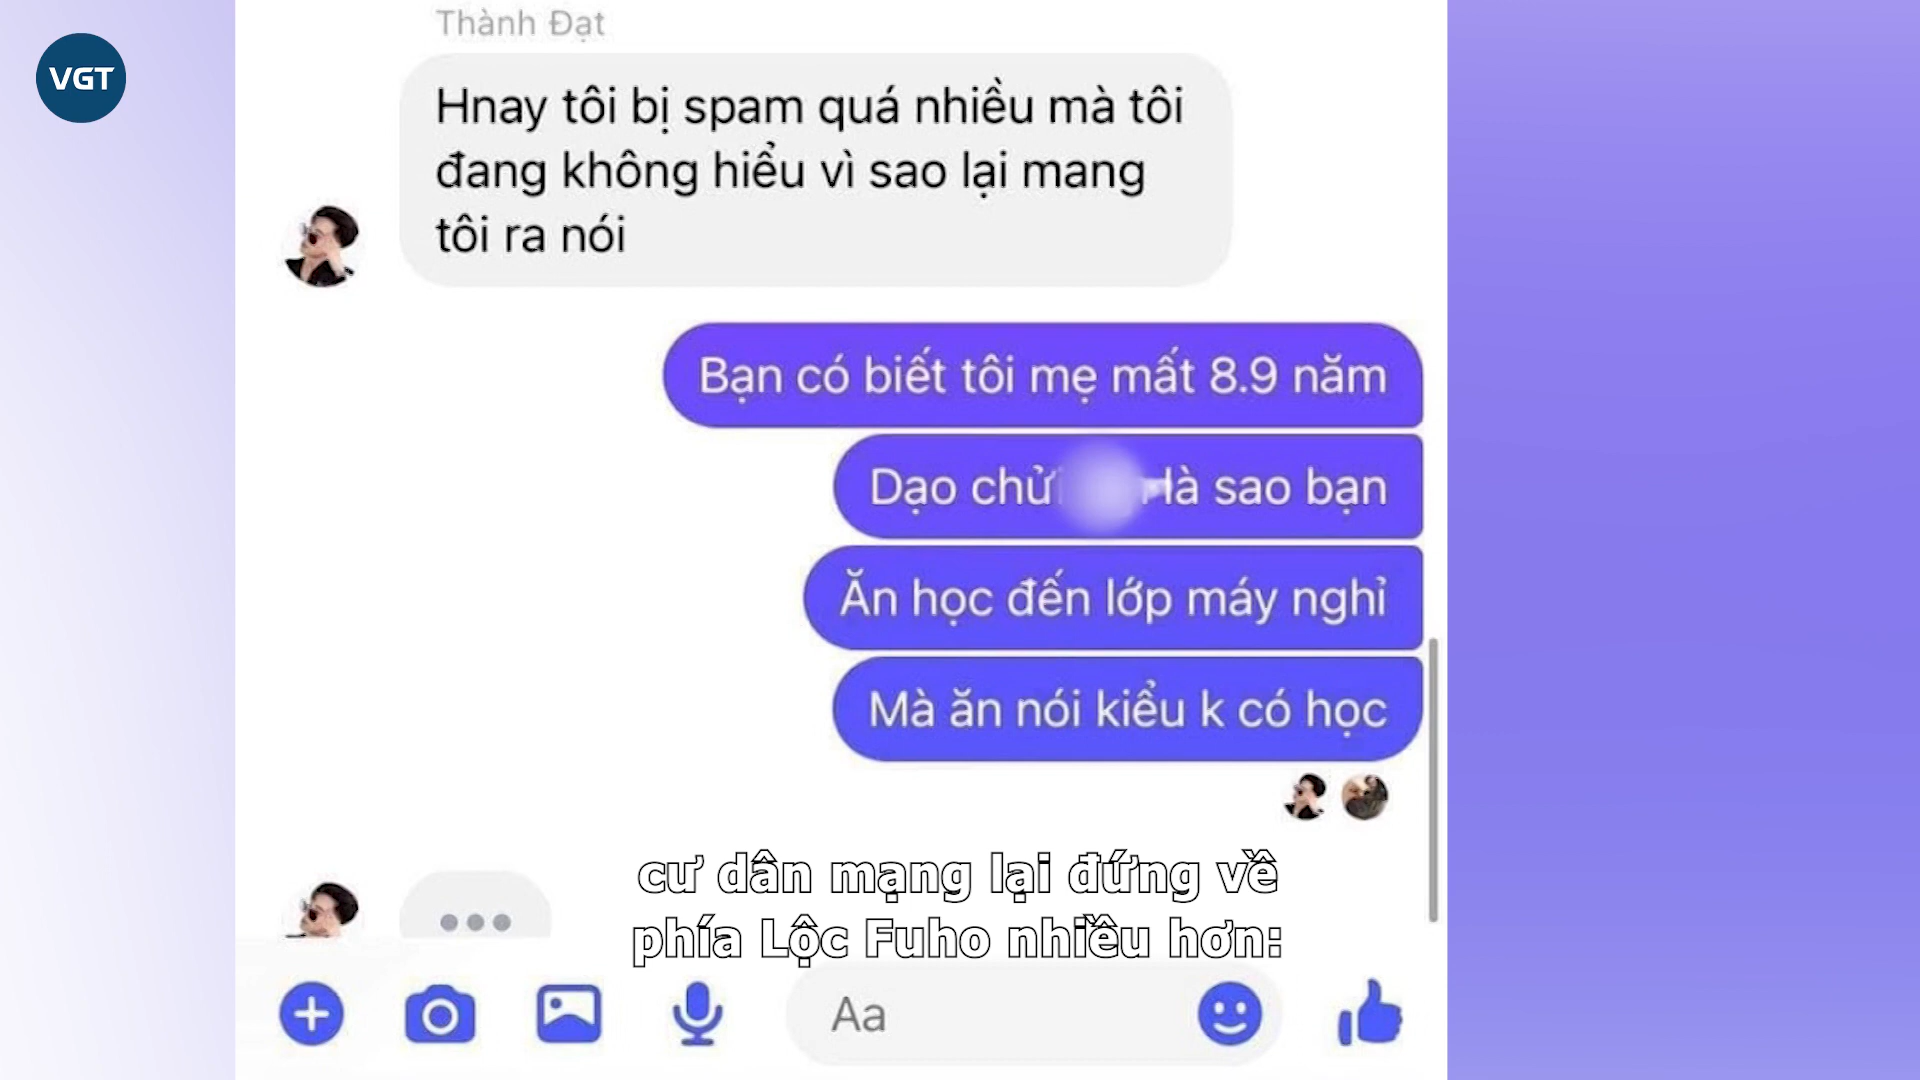 VGT
Thành Đạt
Hnay tôi bị spam quá nhiều mà tôi
đang không hiểu vì sao lại mang
tôi ra nói
Bạn có biết tôi mẹ mất 8.9 năm
Dạo chửi là sao bạn
Ăn học đến lớp máy nghỉ
Mà ăn nói kiểu k có học
cư dân mạng lại đứng về
phía Lộc Fuho nhiều hơn:
Aa